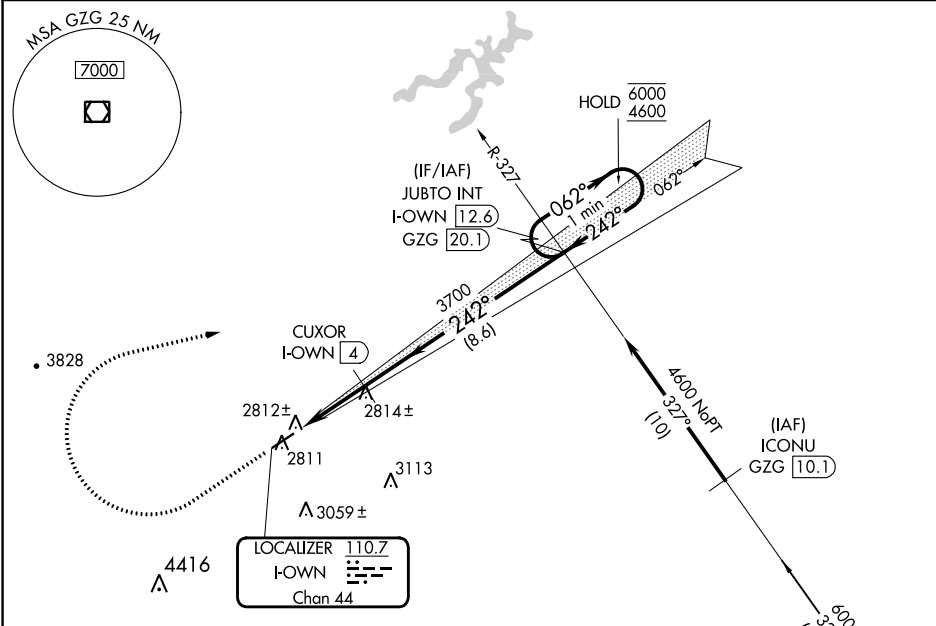 MSA GZG 25 NM
7000
HOLD
6000
4600
R-327
(IF/IAF)
JUBTO INT
I-OWN 12.6
GZG 20.1
062°
1 min
242°
062°
3700
242°
(8.6)
CUXOR
I-OWN 4
3828
2812±
2814±
2811
3113
3059±
4416
4600 NoPT
327°
(10)
(IAF)
ICONU
GZG 10.1
LOCALIZER 110.7
I-OWN
Chan 44